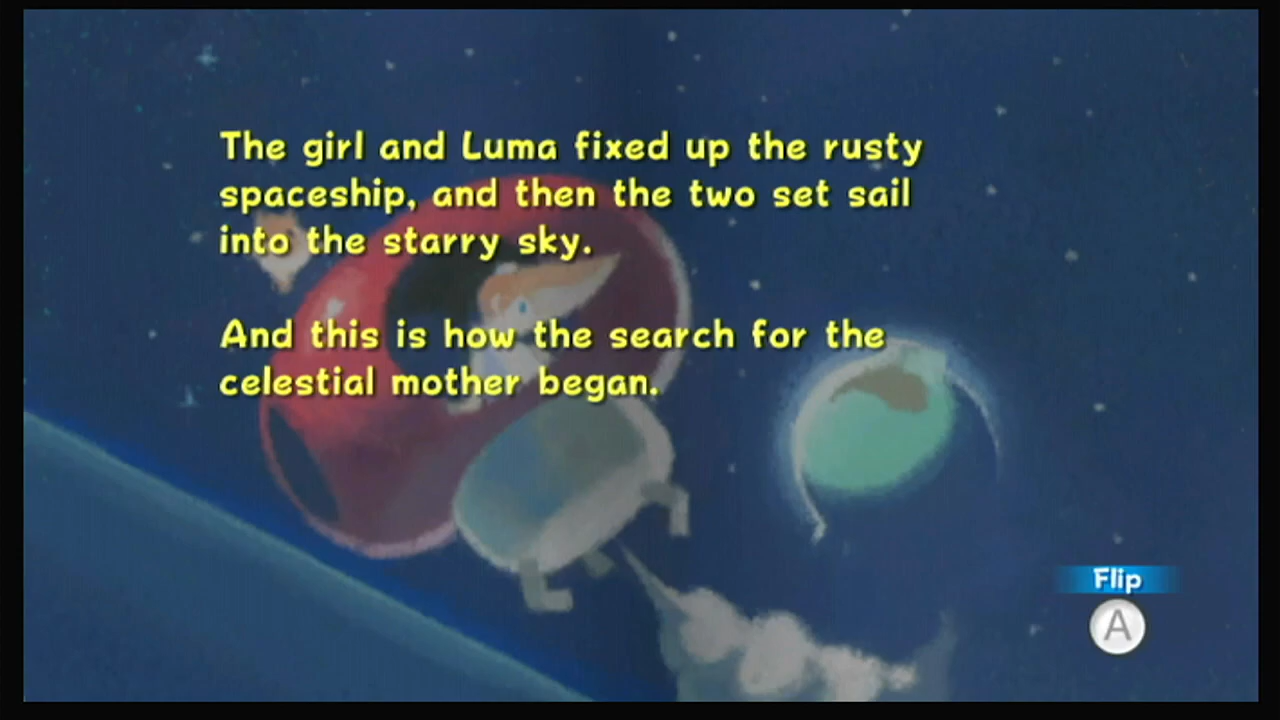 The girl and Luma fixed up the rusty
spaceship, and then the two set sail
into the starry sky.
And this is how the search for the
celestial mother began.
Flip
A